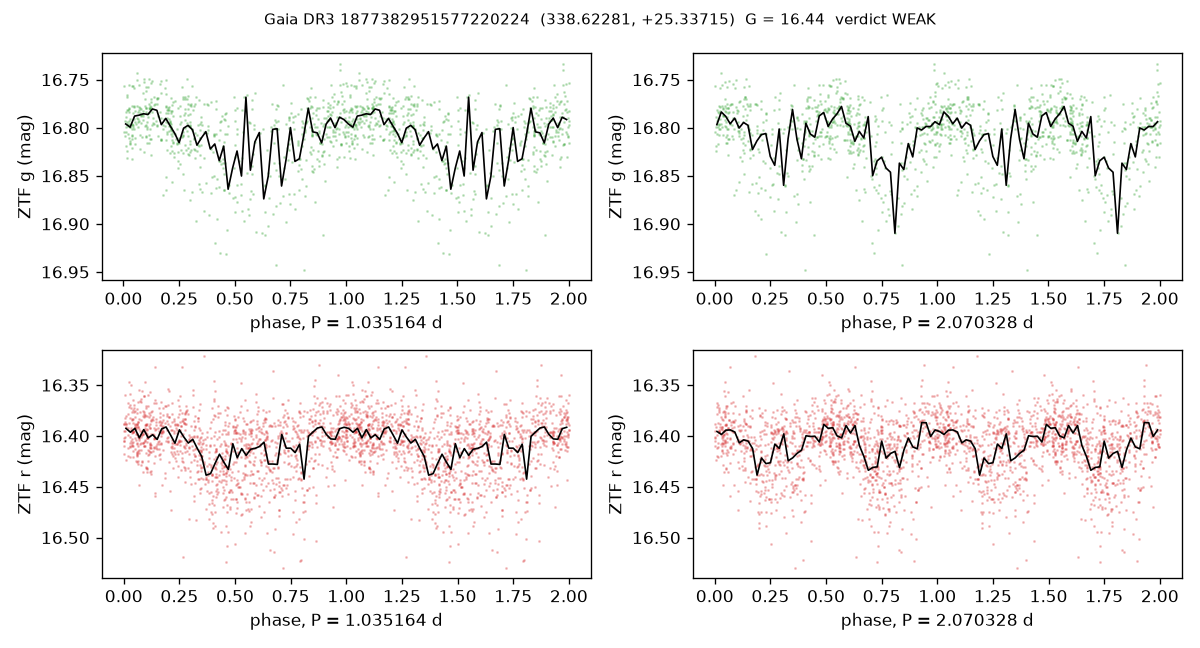 Gaia DR3 1877382951577220224  (338.62281, +25.33715)  G = 16.44  verdict WEAK
ZTF g (mag)
16.75
16.80
16.85
16.90
16.95
0.00 0.25 0.50 0.75 1.00 1.25 1.50 1.75 2.00
phase, P = 1.035164 d
ZTF g (mag)
16.75
16.80
16.85
16.90
16.95
0.00 0.25 0.50 0.75 1.00 1.25 1.50 1.75 2.00
phase, P = 2.070328 d
ZTF r (mag)
16.35
16.40
16.45
16.50
0.00 0.25 0.50 0.75 1.00 1.25 1.50 1.75 2.00
phase, P = 1.035164 d
ZTF r (mag)
16.35
16.40
16.45
16.50
0.00 0.25 0.50 0.75 1.00 1.25 1.50 1.75 2.00
phase, P = 2.070328 d